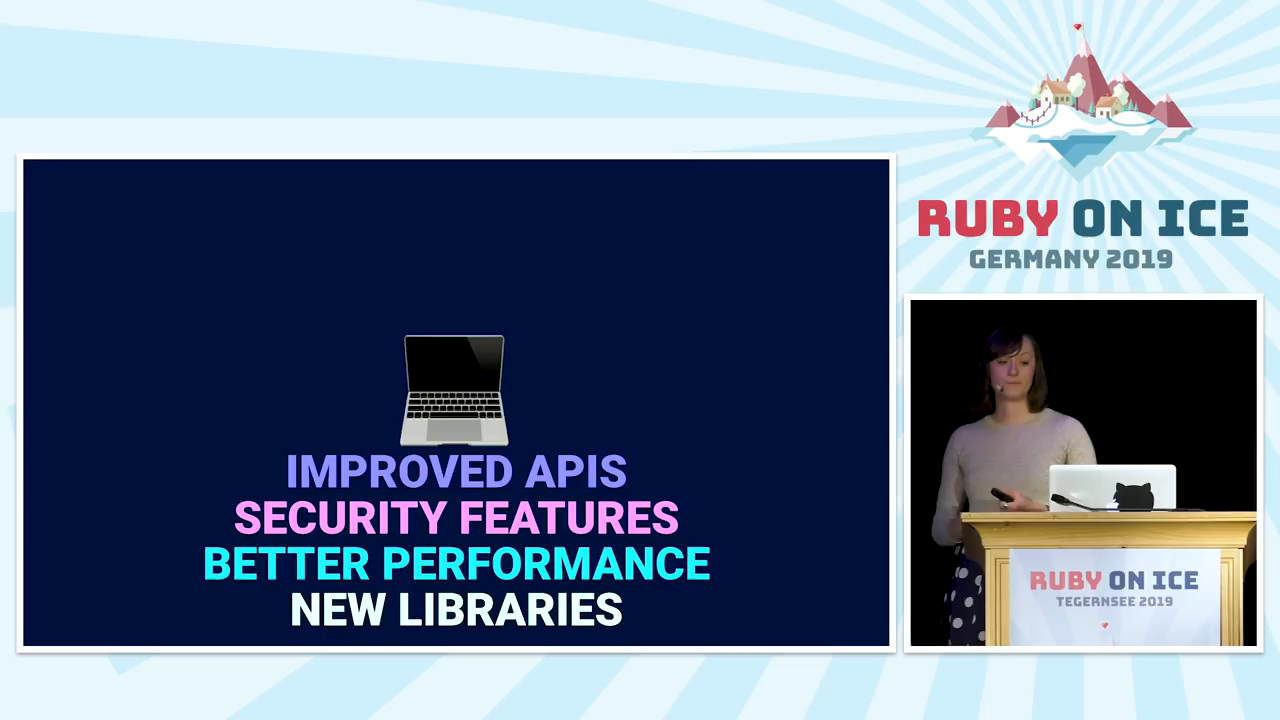 IMPROVED APIS
SECURITY FEATURES
BETTER PERFORMANCE
NEW LIBRARIES
RUBY ON ICE
GERMANY 2019
RUBY ON ICE
TEGERNSEE 2019